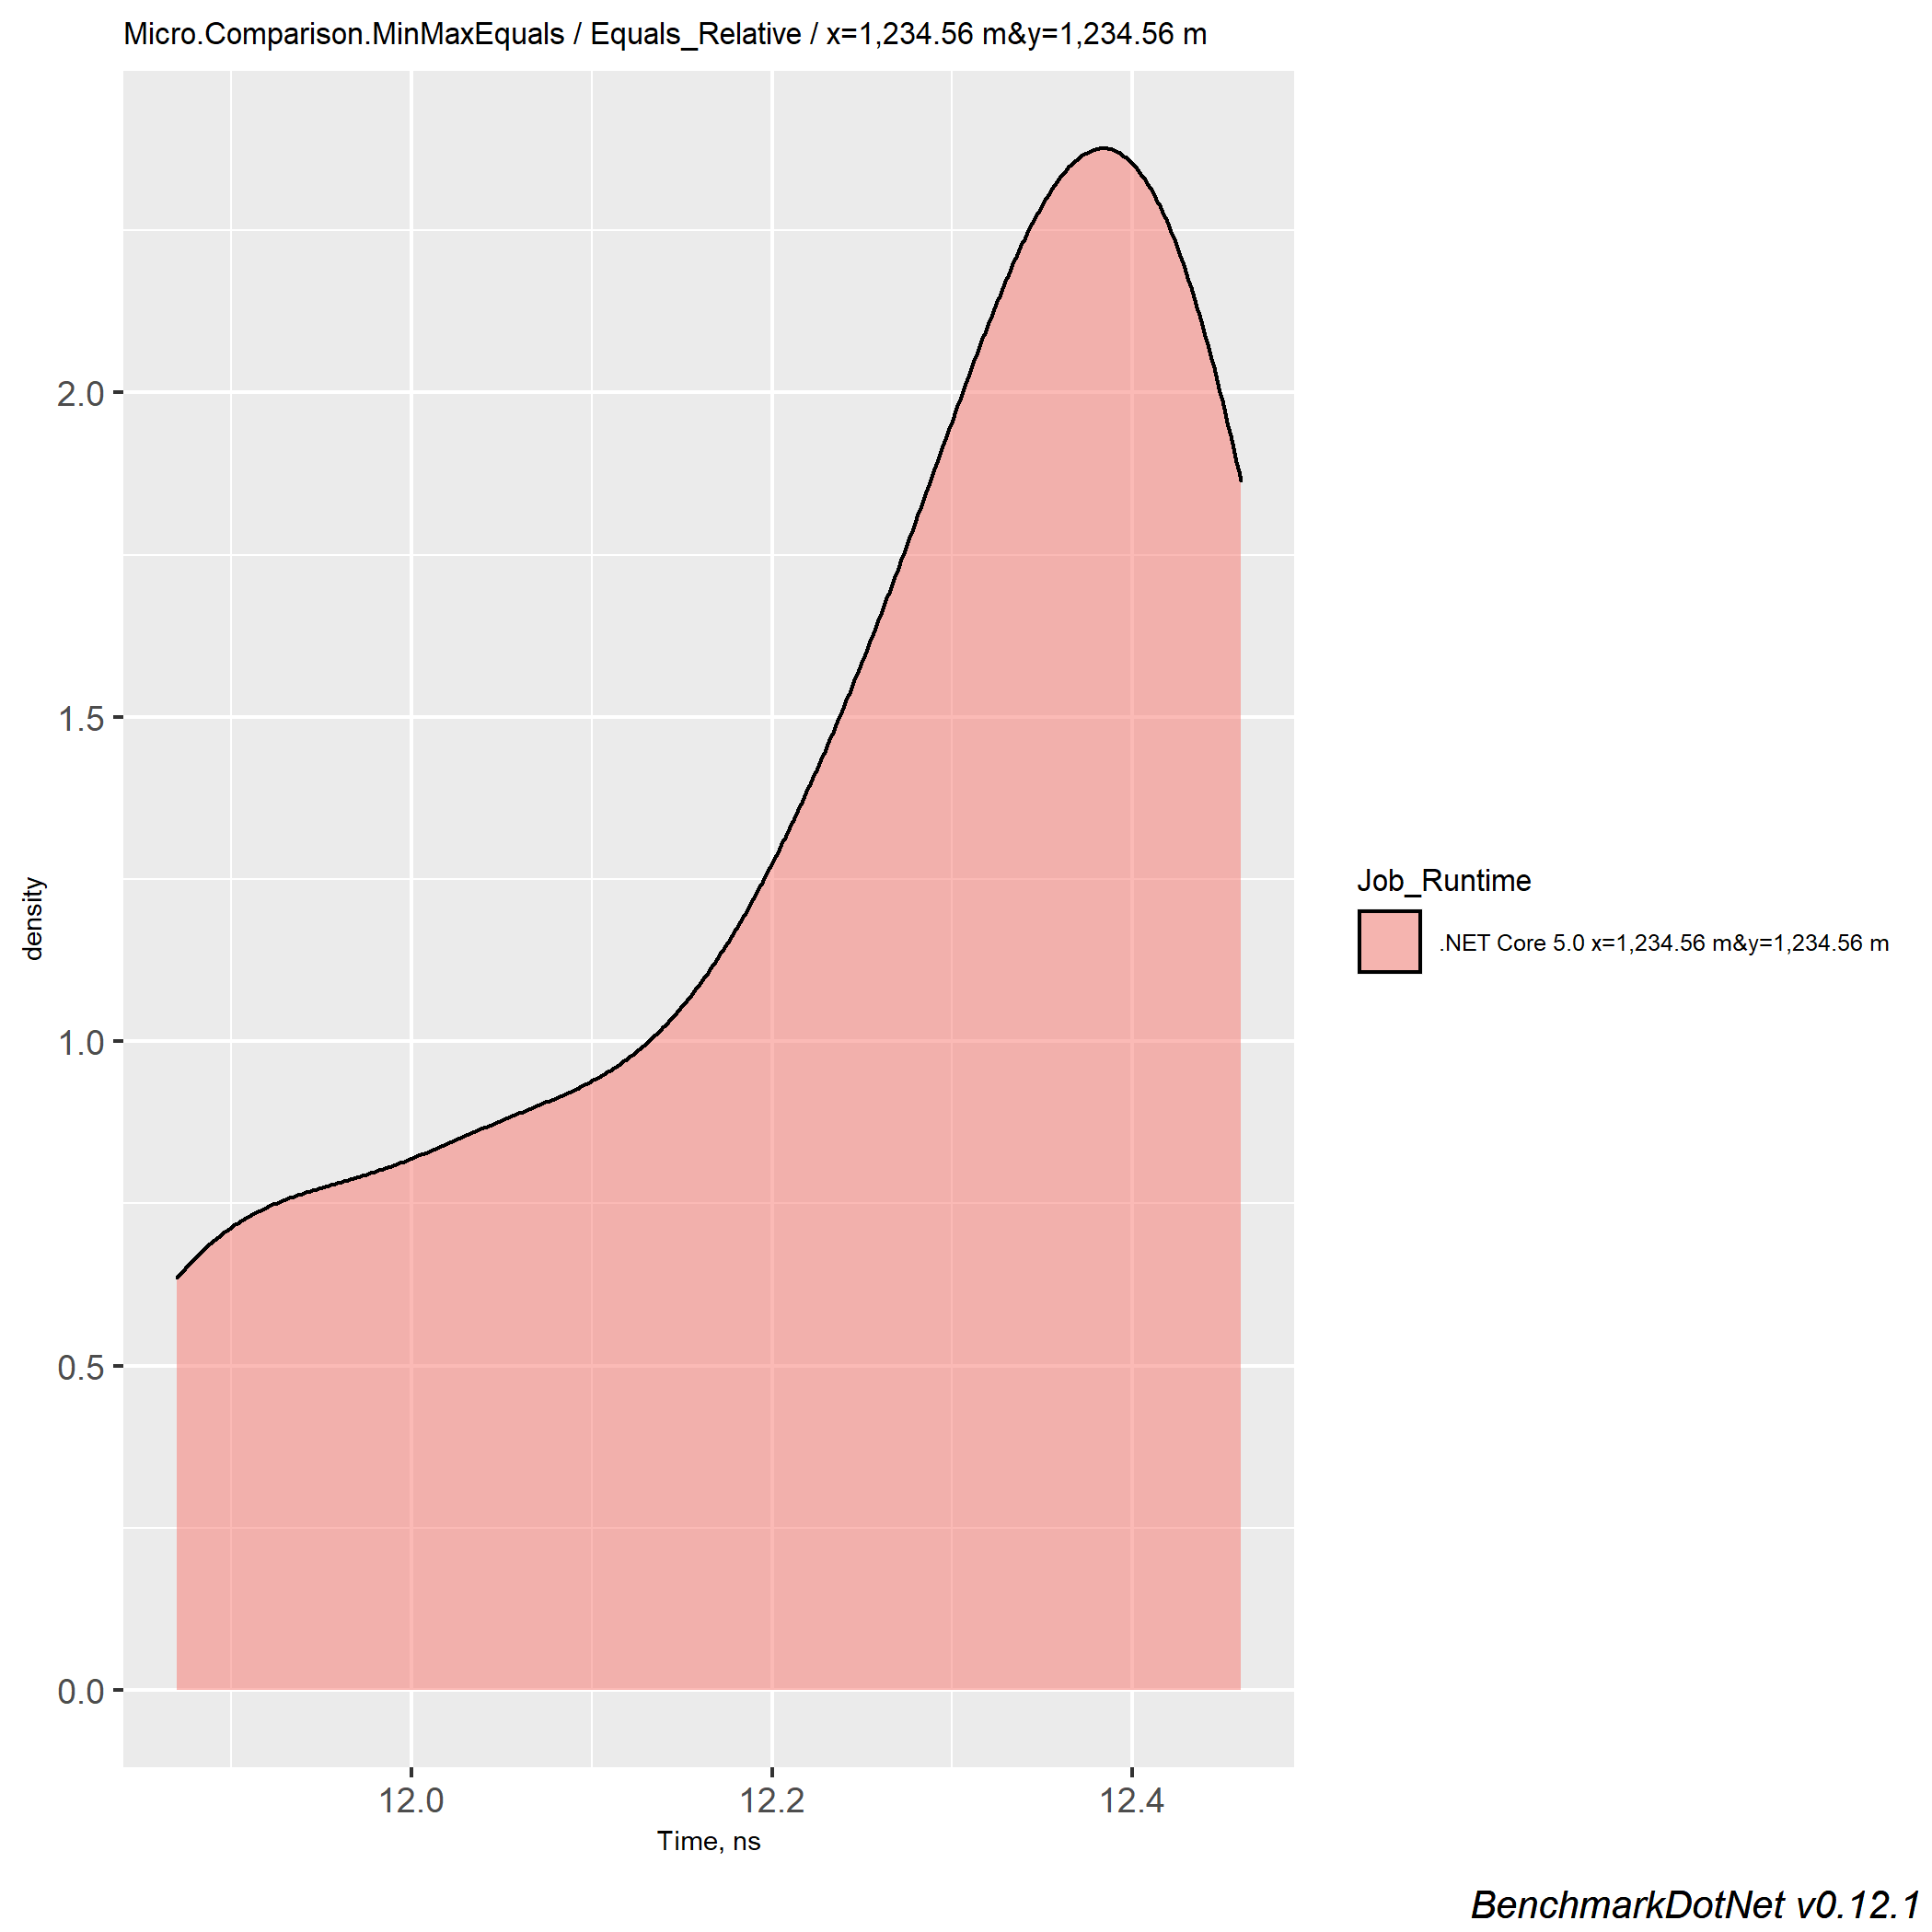 Micro.Comparison.MinMaxEquals / Equals_Relative / x=1,234.56 m&y=1,234.56 m
density
2.0
1.5
1.0
0.5
0.0
12.0 12.2 12.4
Time, ns
Job_Runtime
.NET Core 5.0 x=1,234.56 m&y=1,234.56 m
BenchmarkDotNet v0.12.1